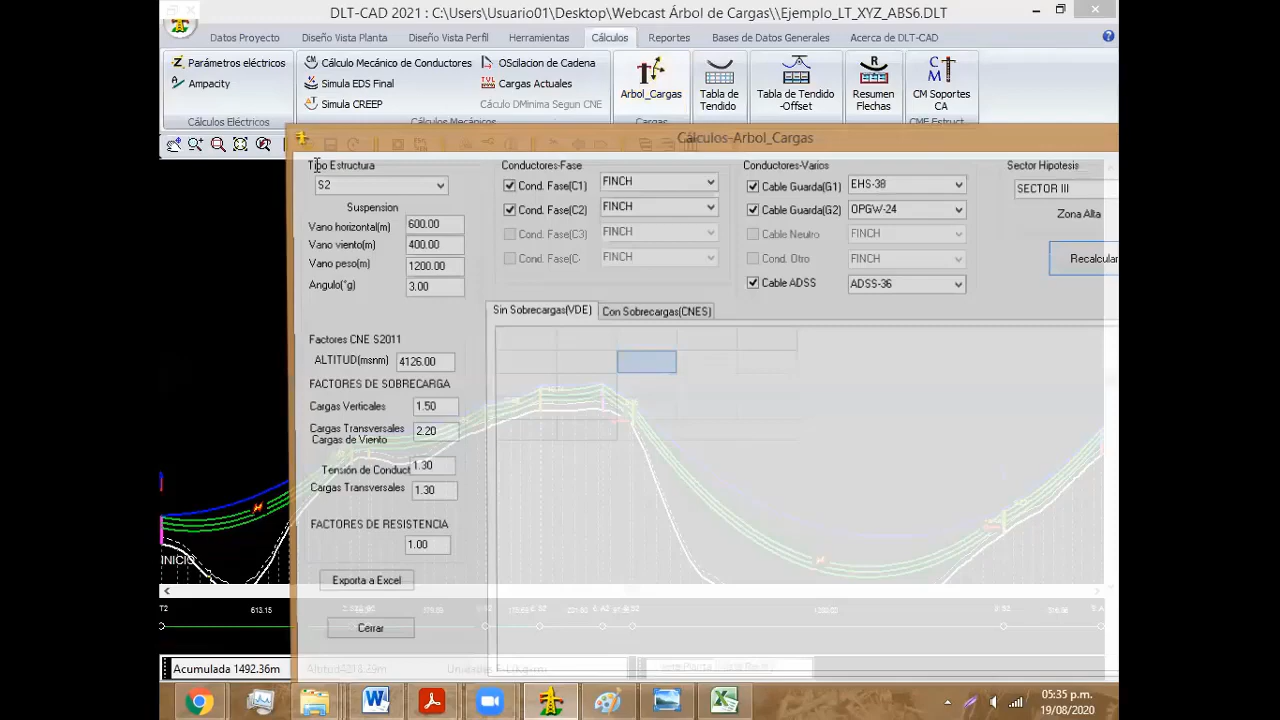 DLT-CAD 2021 : C:\Users\Usuario01\Desktop\Webcast Árbol de Cargas\\Ejemplo_LT_XYZ_ABS6.DLT
Datos Proyecto Diseño Vista Planta Diseño Vista Perfil Herramientas Cálculos Reportes Bases de Datos Generales Acerca de DLT-CAD
Parámetros eléctricos
Ampacity
Cálculo Mecánico de Conductores
Simula EDS Final
Simula CREEP
OScilacion de Cadena
Cargas Actuales
Cáculo DMinima Segun CNE
Arbol_Cargas
Tabla de
Tendido
Tabla de Tendido
-Offset
Resumen
Flechas
CM Soportes
CA
Cálculos Eléctricos
Cálculos Mecánicos
Cargas
CME Estruct.
Cálculos-Arbol_Cargas
Tipo Estructura
S2
Suspension
Vano horizontal(m) 600.00
Vano viento(m) 400.00
Vano peso(m) 1200.00
Angulo(°g) 3.00
Factores CNE S2011
ALTITUD(msnm) 4126.00
FACTORES DE SOBRECARGA
Cargas Verticales 1.50
Cargas Transversales 2.20
Cargas de Viento
Tensión de Conduct 1.30
Cargas Transversales 1.30
FACTORES DE RESISTENCIA
1.00
Exporta a Excel
Cerrar
Conductores-Fase
Cond. Fase(C1) FINCH
Cond. Fase(C2) FINCH
Cond. Fase(C3) FINCH
Cond. Fase(C FINCH
Conductores-Varios
Cable Guarda(G1) EHS-38
Cable Guarda(G2) OPGW-24
Cable Neutro FINCH
Cond. Otro FINCH
Cable ADSS ADSS-36
Sector Hipotesis
SECTOR III
Zona Alta
Recalcular
Sin Sobrecargas(VDE) Con Sobrecargas(CNES)
INICIO
T2 613.15
Acumulada 1492.36m
05:35 p.m.
19/08/2020